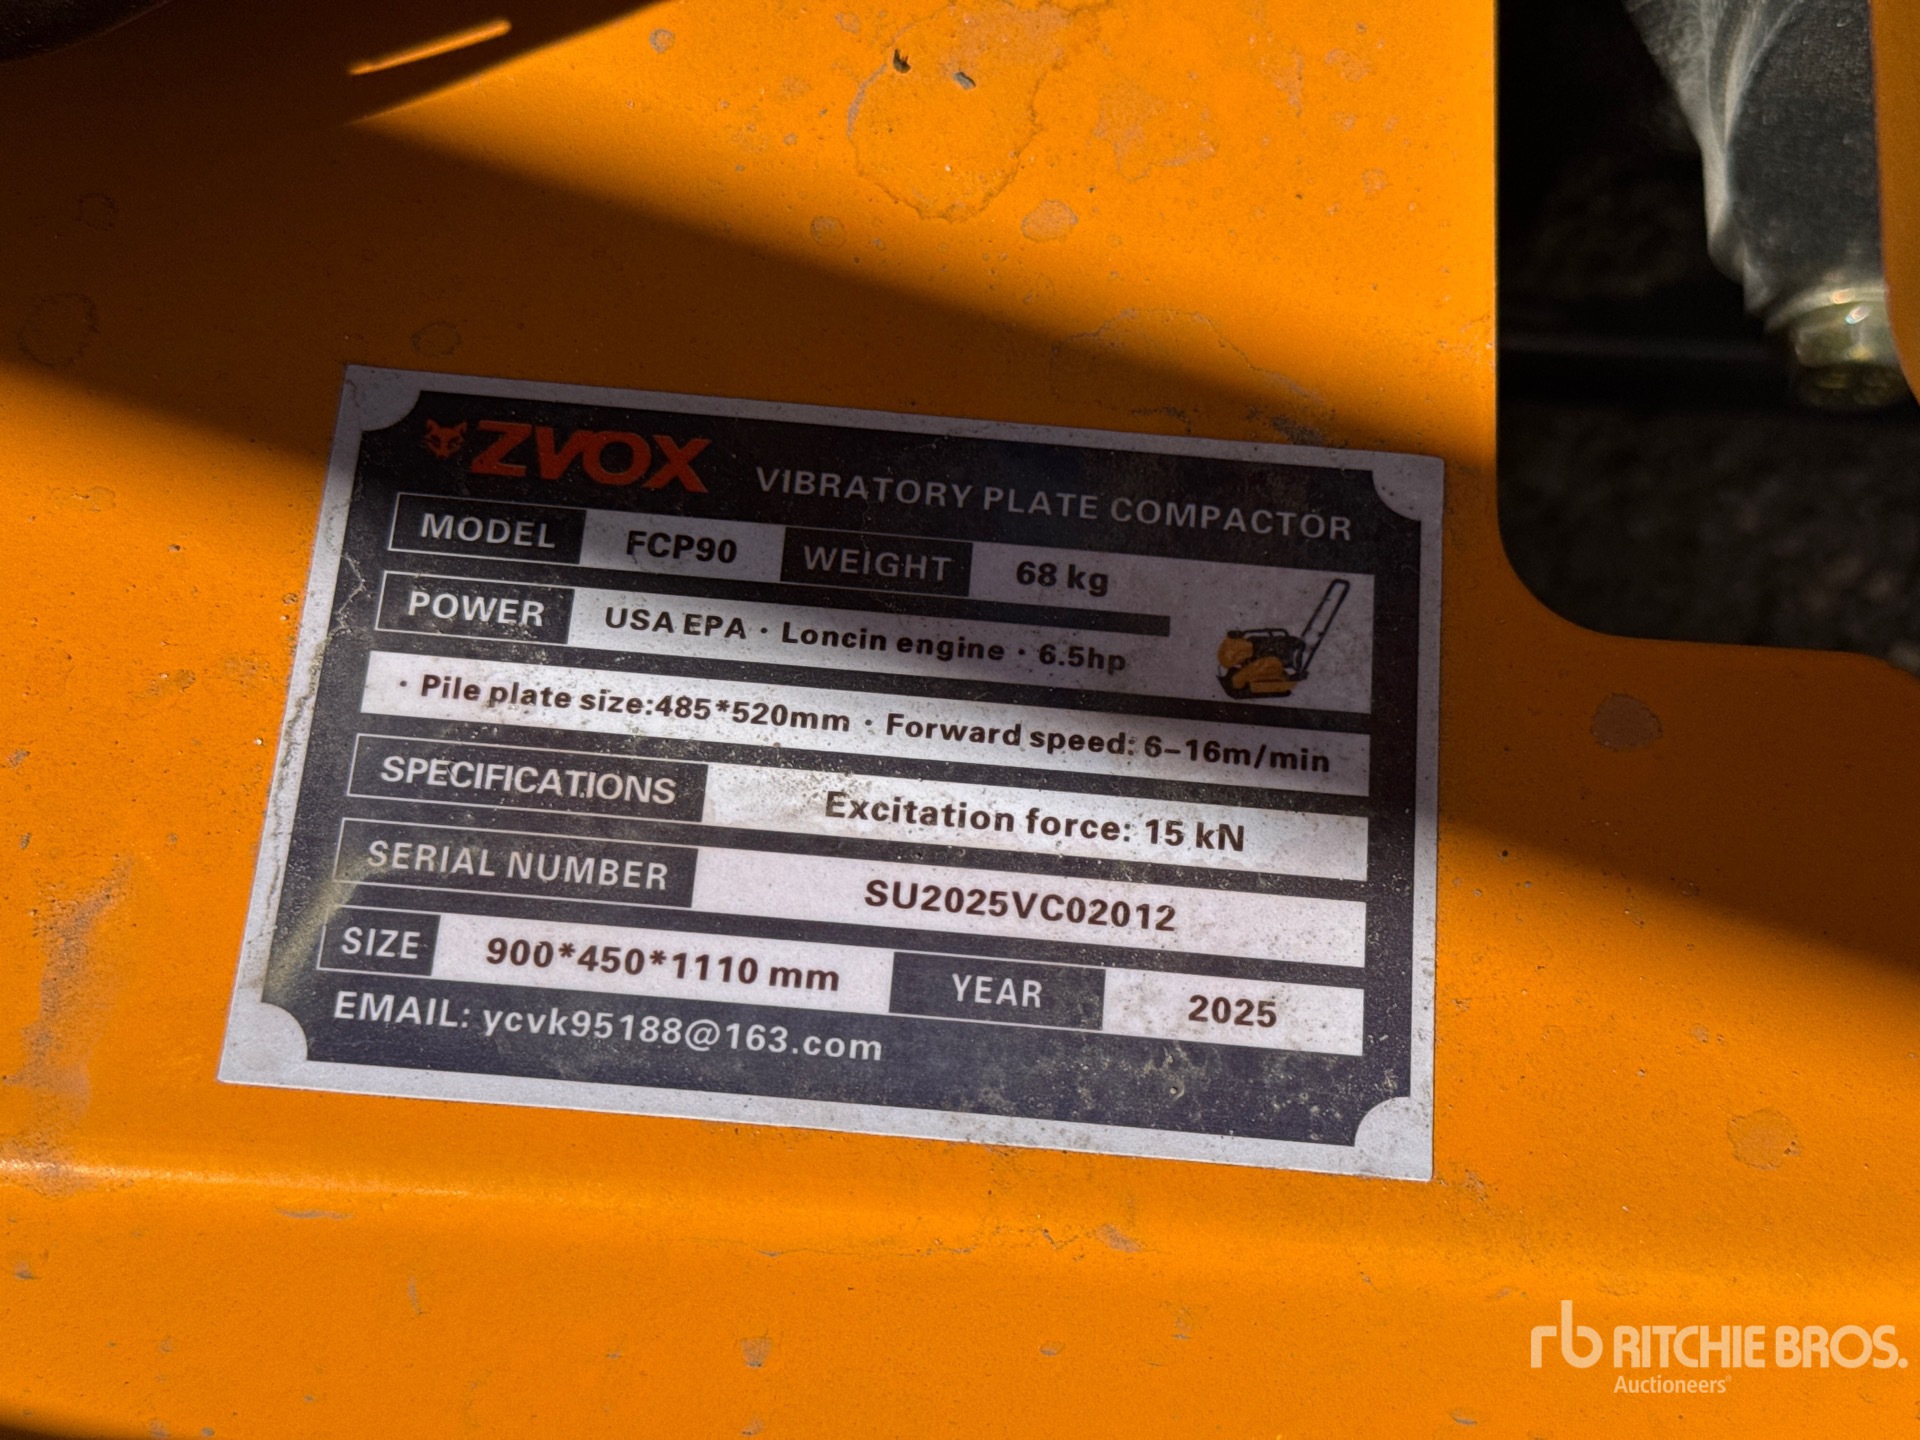 ZVOX VIBRATORY PLATE COMPACTOR
MODEL FCP90 WEIGHT 68 kg
POWER USA EPA · Loncin engine · 6.5hp
· Pile plate size:485*520mm · Forward speed: 6–16m/min
SPECIFICATIONS Excitation force: 15 kN
SERIAL NUMBER SU2025VC02012
SIZE 900*450*1110 mm YEAR 2025
EMAIL: ycvk95188@163.com
rb RITCHIE BROS.
Auctioneers®